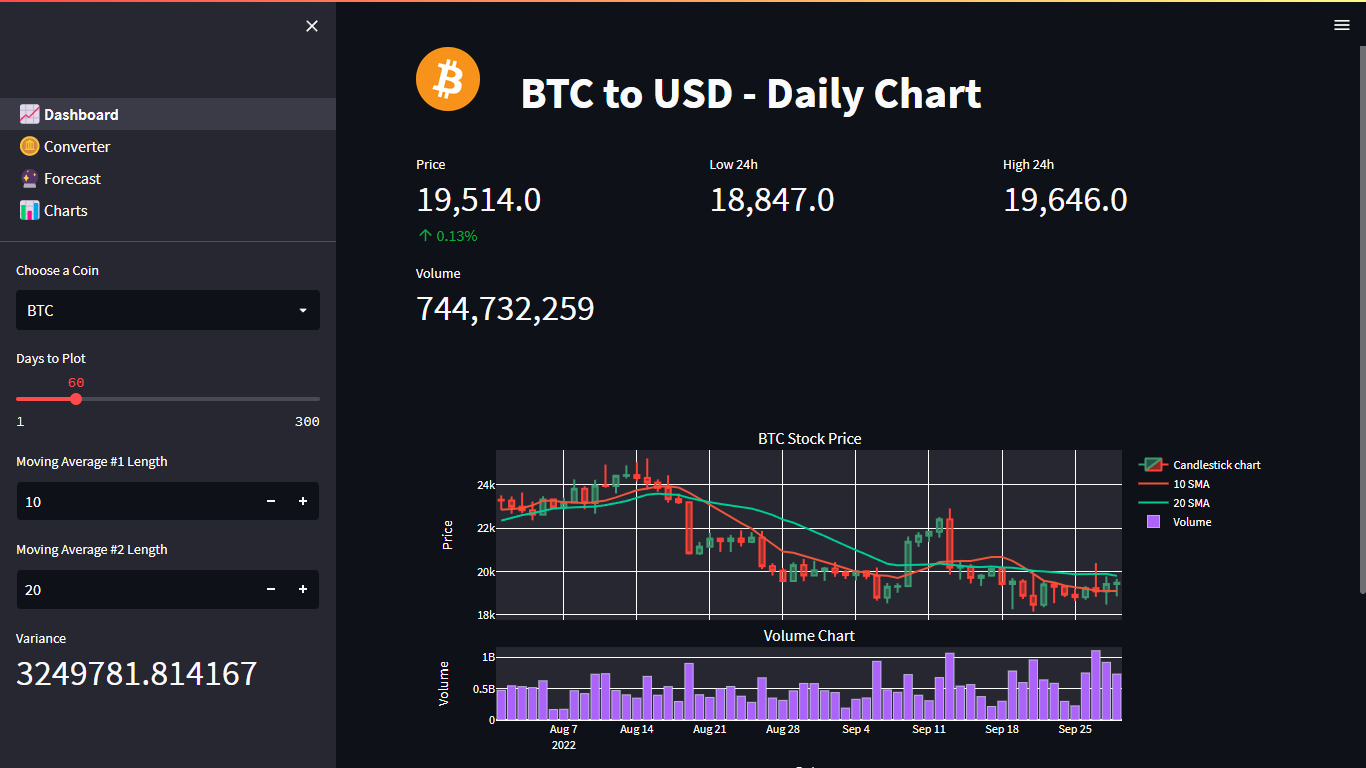 Dashboard
Converter
Forecast
Charts
Choose a Coin
BTC
Days to Plot
60
1 300
Moving Average #1 Length
10
Moving Average #2 Length
20
Variance
3249781.814167
BTC to USD - Daily Chart
Price
19,514.0
0.13%
Low 24h
18,847.0
High 24h
19,646.0
Volume
744,732,259
BTC Stock Price
Price
24k
22k
20k
18k
Candlestick chart
10 SMA
20 SMA
Volume
Volume Chart
Volume
1B
0.5B
0
Aug 7 Aug 14 Aug 21 Aug 28 Sep 4 Sep 11 Sep 18 Sep 25
2022